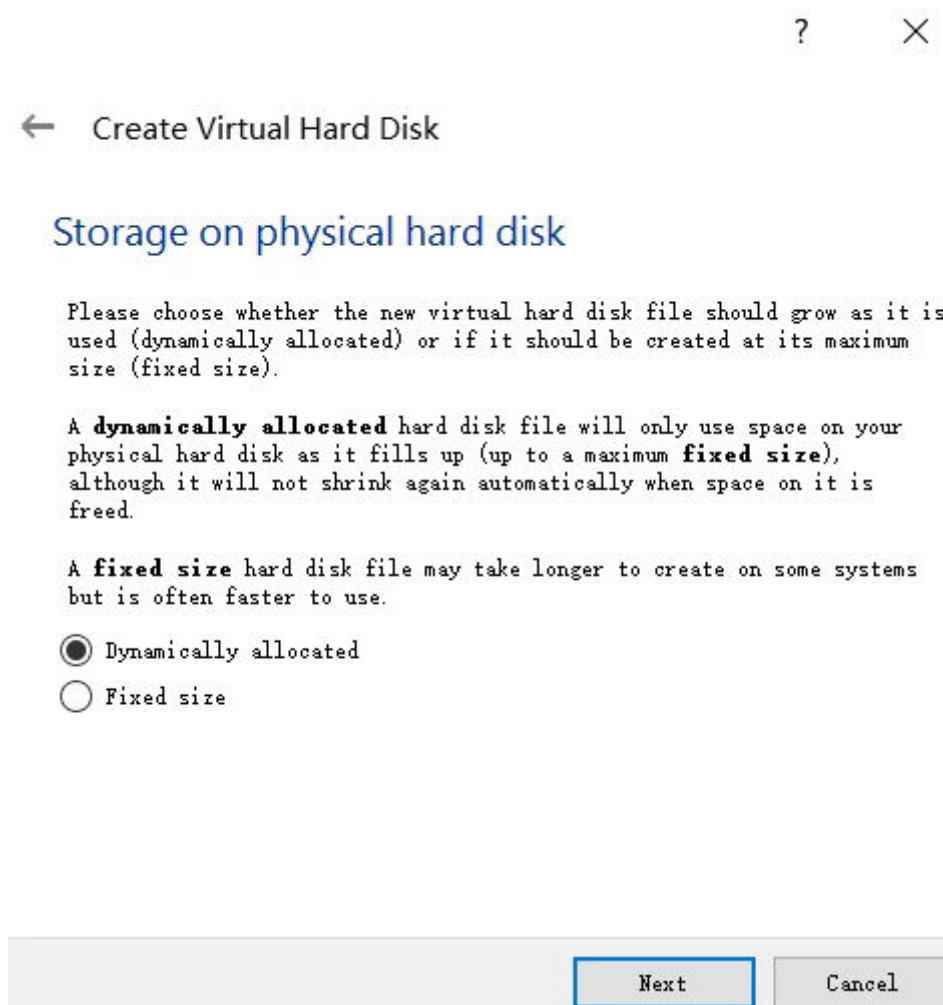 ?
Create Virtual Hard Disk
Storage on physical hard disk
Please choose whether the new virtual hard disk file should grow as it is
used (dynamically allocated) or if it should be created at its maximum
size (fixed size).
A dynamically allocated hard disk file will only use space on your
physical hard disk as it fills up (up to a maximum fixed size),
although it will not shrink again automatically when space on it is
freed.
A fixed size hard disk file may take longer to create on some systems
but is often faster to use.
Dynamically allocated
Fixed size
Next Cancel